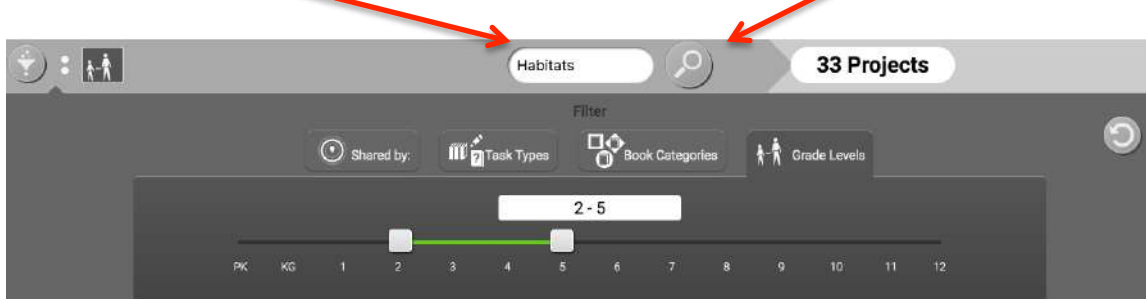 Habitats
33 Projects
Filter
Shared by:
Task Types
Book Categories
Grade Levels
2 - 5
PK KG 1 2 3 4 5 6 7 8 9 10 11 12